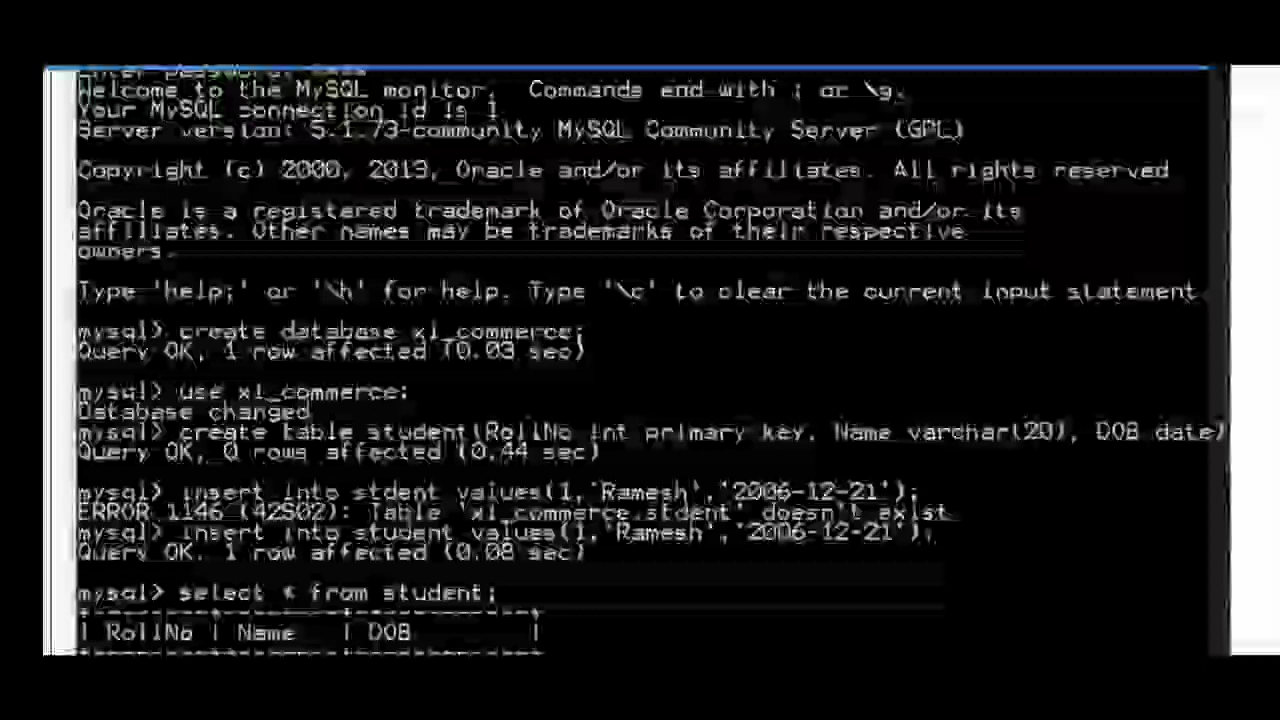 Enter password: ****
Welcome to the MySQL monitor.  Commands end with ; or \g.
Your MySQL connection id is 1
Server version: 5.1.73-community MySQL Community Server (GPL)
Copyright (c) 2000, 2013, Oracle and/or its affiliates. All rights reserved
Oracle is a registered trademark of Oracle Corporation and/or its
affiliates. Other names may be trademarks of their respective
owners.
Type 'help;' or '\h' for help. Type '\c' to clear the current input statement
mysql> create database xl_commerce;
Query OK, 1 row affected (0.03 sec)
mysql> use xl_commerce;
Database changed
mysql> create table student(RollNo int primary key, Name varchar(20), DOB date)
Query OK, 0 rows affected (0.44 sec)
mysql> insert into stdent values(1,'Ramesh','2006-12-21');
ERROR 1146 (42S02): Table 'xl_commerce.stdent' doesn't exist
mysql> insert into student values(1,'Ramesh','2006-12-21');
Query OK, 1 row affected (0.08 sec)
mysql> select * from student;
| RollNo | Name | DOB |